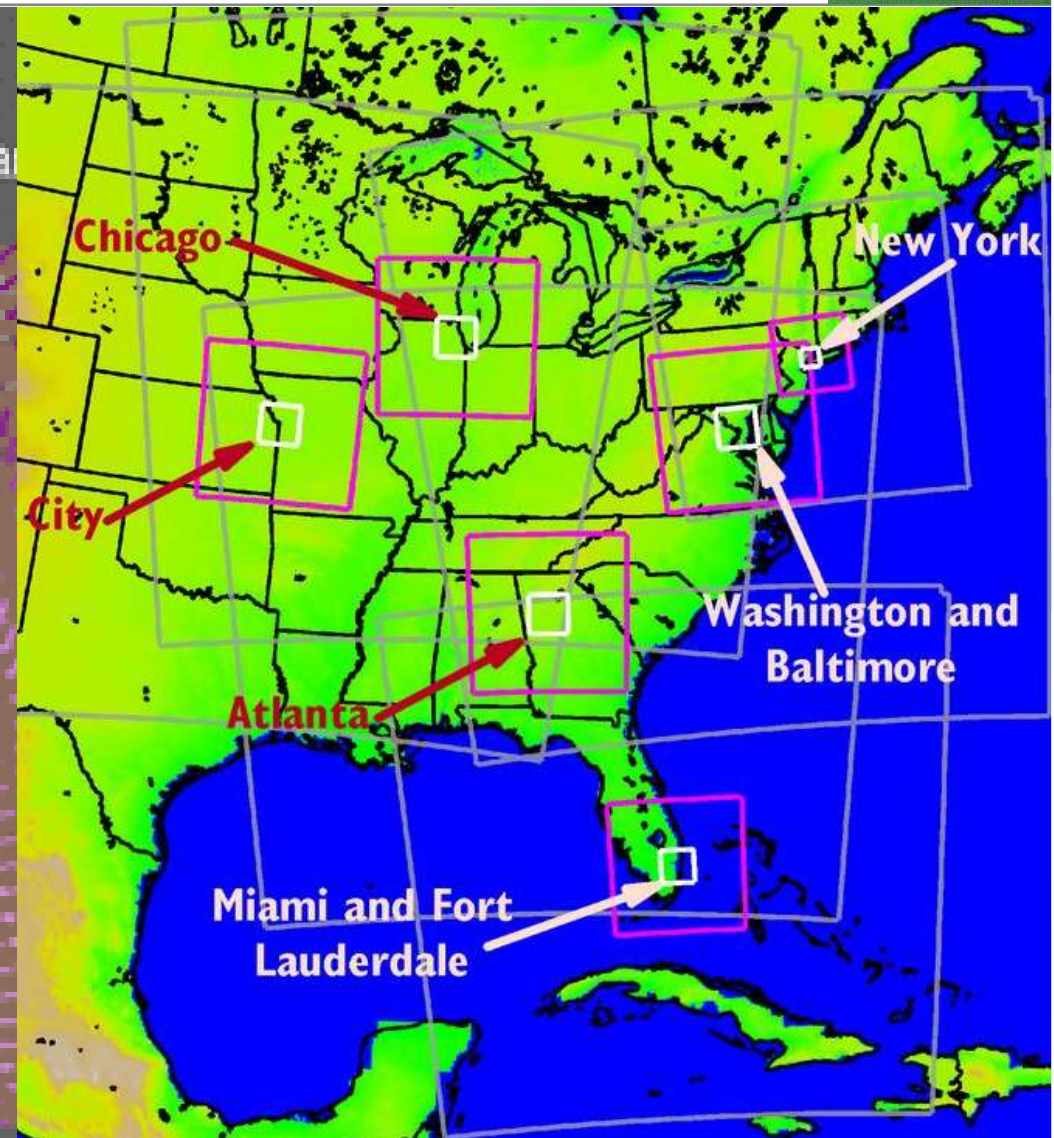 Chicago
New York
City
Washington and
Baltimore
Atlanta
Miami and Fort
Lauderdale